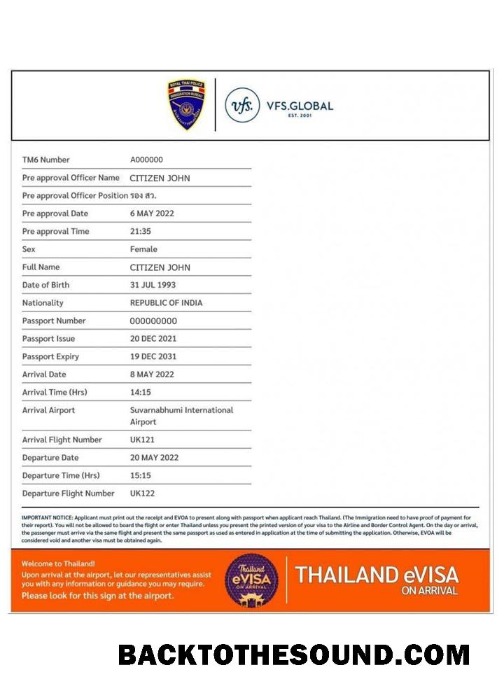 ROYAL THAI POLICE
IMMIGRATION BUREAU
vfs.
VFS.GLOBAL
EST. 2001
TM6 Number A000000
Pre approval Officer Name CITIZEN JOHN
Pre approval Officer Position รอง สว.
Pre approval Date 6 MAY 2022
Pre approval Time 21:35
Sex Female
Full Name CITIZEN JOHN
Date of Birth 31 JUL 1993
Nationality REPUBLIC OF INDIA
Passport Number 000000000
Passport Issue 20 DEC 2021
Passport Expiry 19 DEC 2031
Arrival Date 8 MAY 2022
Arrival Time (Hrs) 14:15
Arrival Airport Suvarnabhumi International
Airport
Arrival Flight Number UK121
Departure Date 20 MAY 2022
Departure Time (Hrs) 15:15
Departure Flight Number UK122
IMPORTANT NOTICE: Applicant must print out the receipt and EVOA to present along with passport when applicant reach Thailand. (The Immigration need to have proof of payment for
their report). You will not be allowed to board the flight or enter Thailand unless you present the printed version of your visa to the Airline and Border Control Agent. On the day or arrival,
the passenger must arrive via the same flight and present the same passport as used as entered in application at the time of submitting the application. Otherwise, EVOA will be
considered void and another visa must be obtained again.
Welcome to Thailand!
Upon arrival at the airport, let our representatives assist
you with any information or guidance you may require.
Please look for this sign at the airport.
Thailand
eVISA
ON ARRIVAL
THAILAND eVISA
ON ARRIVAL
BACKTOTHESOUND.COM